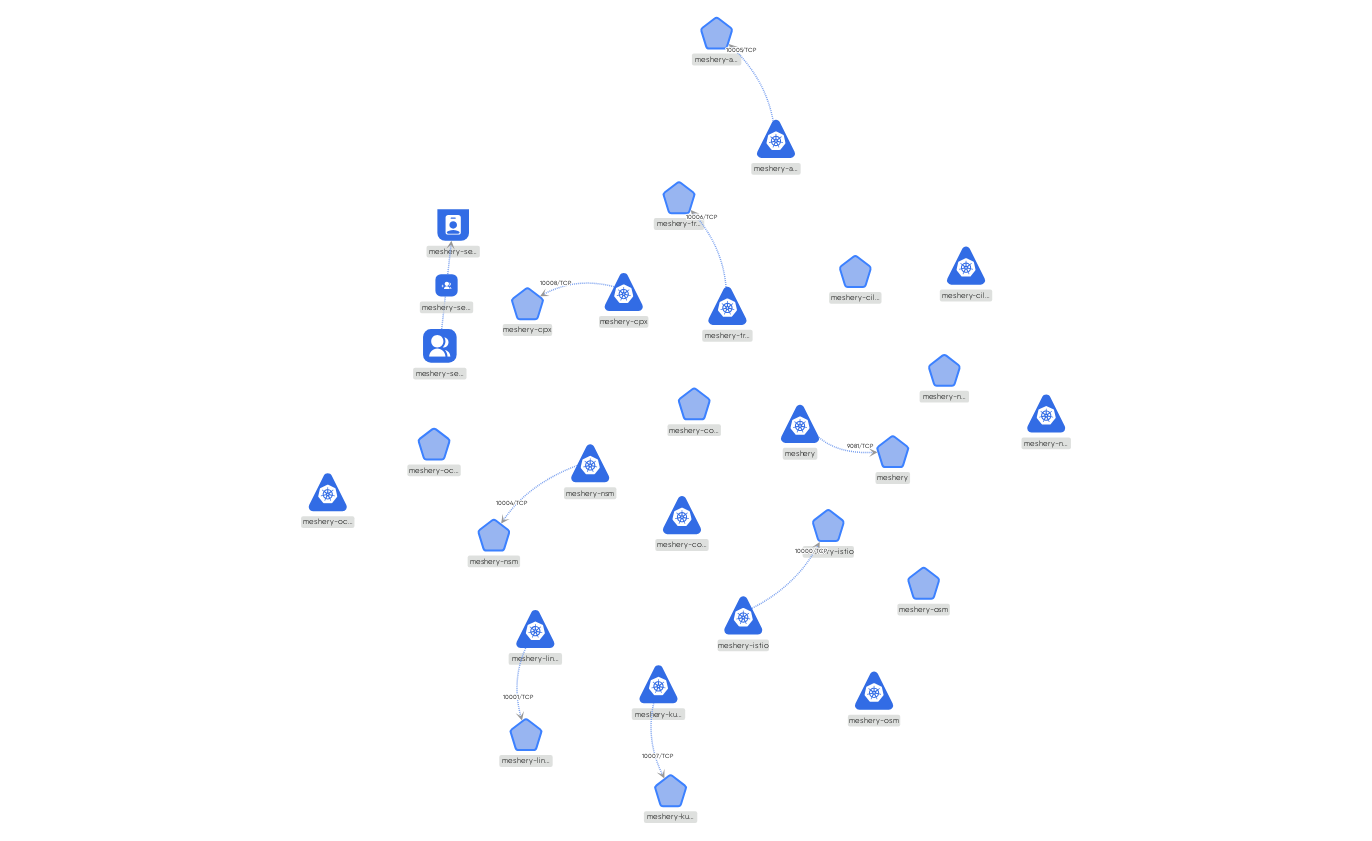 10005/TCP
meshery-a...
meshery-a...
10006/TCP
meshery-tr...
meshery-se...
10008/TCP
meshery-cil...
meshery-cil...
meshery-se...
meshery-cpx
meshery-cpx
meshery-tr...
meshery-se...
meshery-n...
meshery-co...
meshery-n...
9081/TCP
meshery
meshery-oc...
meshery
meshery-nsm
10004/TCP
meshery-oc...
meshery-co...
10000/TCP
ry-istio
meshery-nsm
meshery-osm
meshery-istio
meshery-lin...
10001/TCP
meshery-ku...
meshery-osm
10007/TCP
meshery-lin...
meshery-ku...